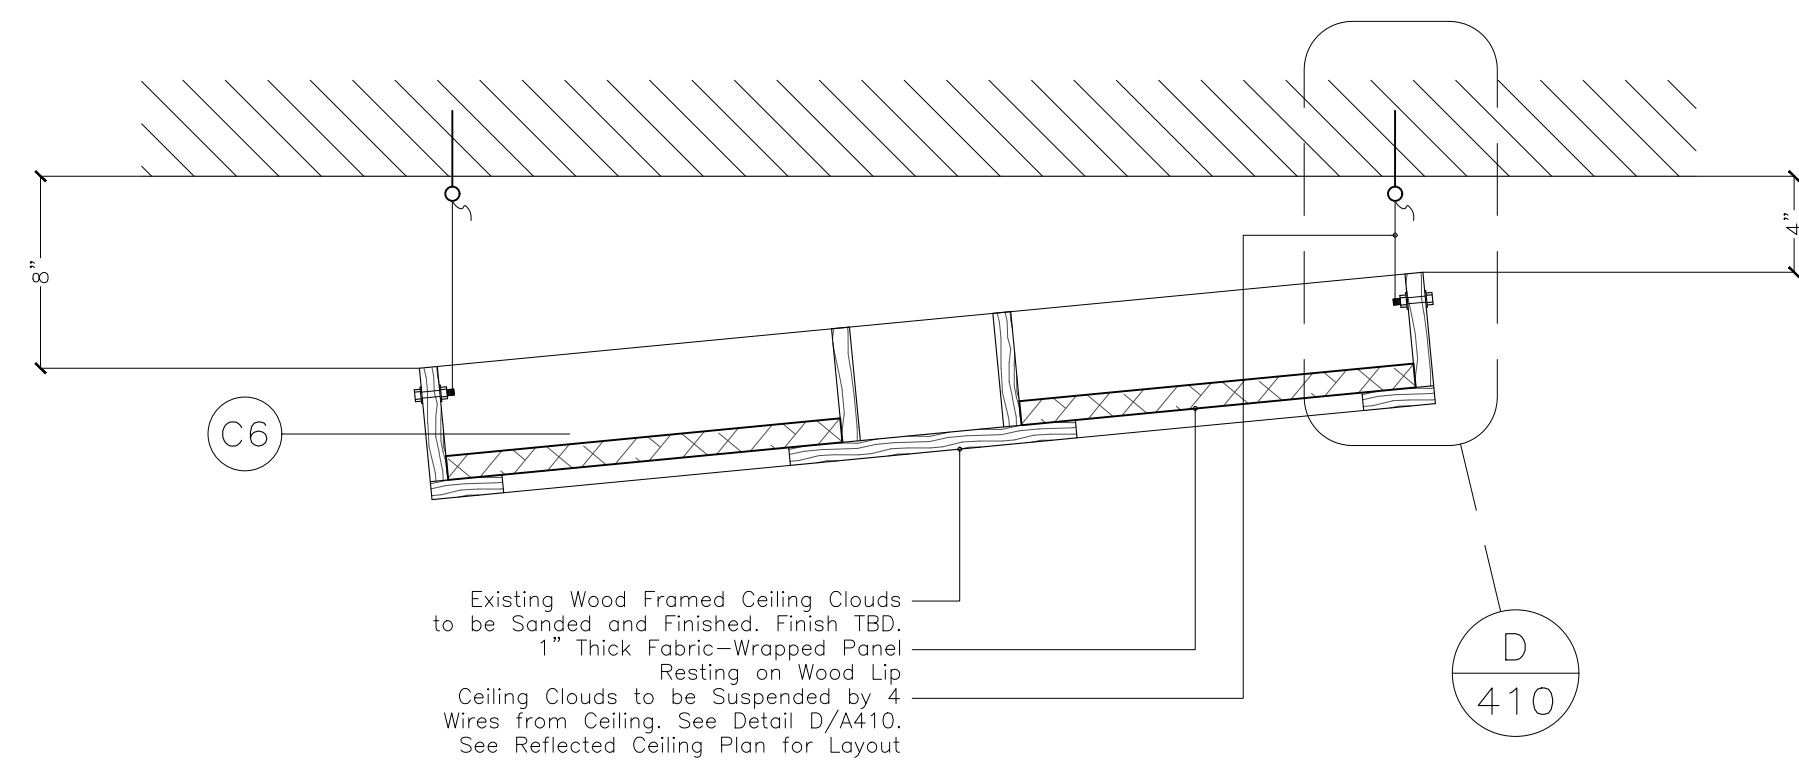 4”
8”
C6
Existing Wood Framed Ceiling Clouds
to be Sanded and Finished. Finish TBD.
1” Thick Fabric-Wrapped Panel
Resting on Wood Lip
Ceiling Clouds to be Suspended by 4
Wires from Ceiling. See Detail D/A410.
See Reflected Ceiling Plan for Layout
D
410